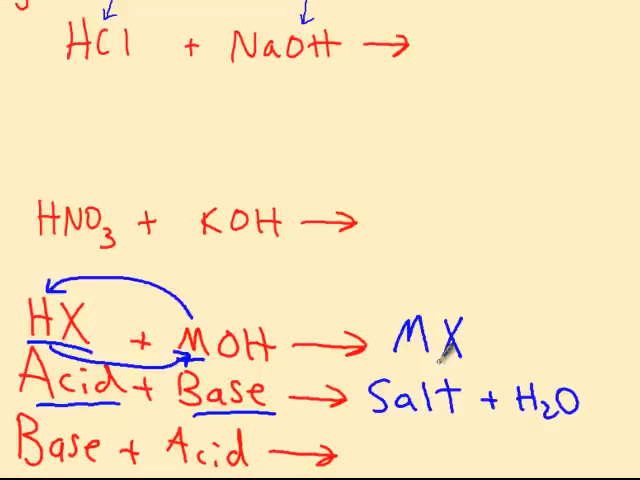 HCl + NaOH →
HNO₃ + KOH →
HX + MOH → MX
Acid + Base → Salt + H₂O
Base + Acid →